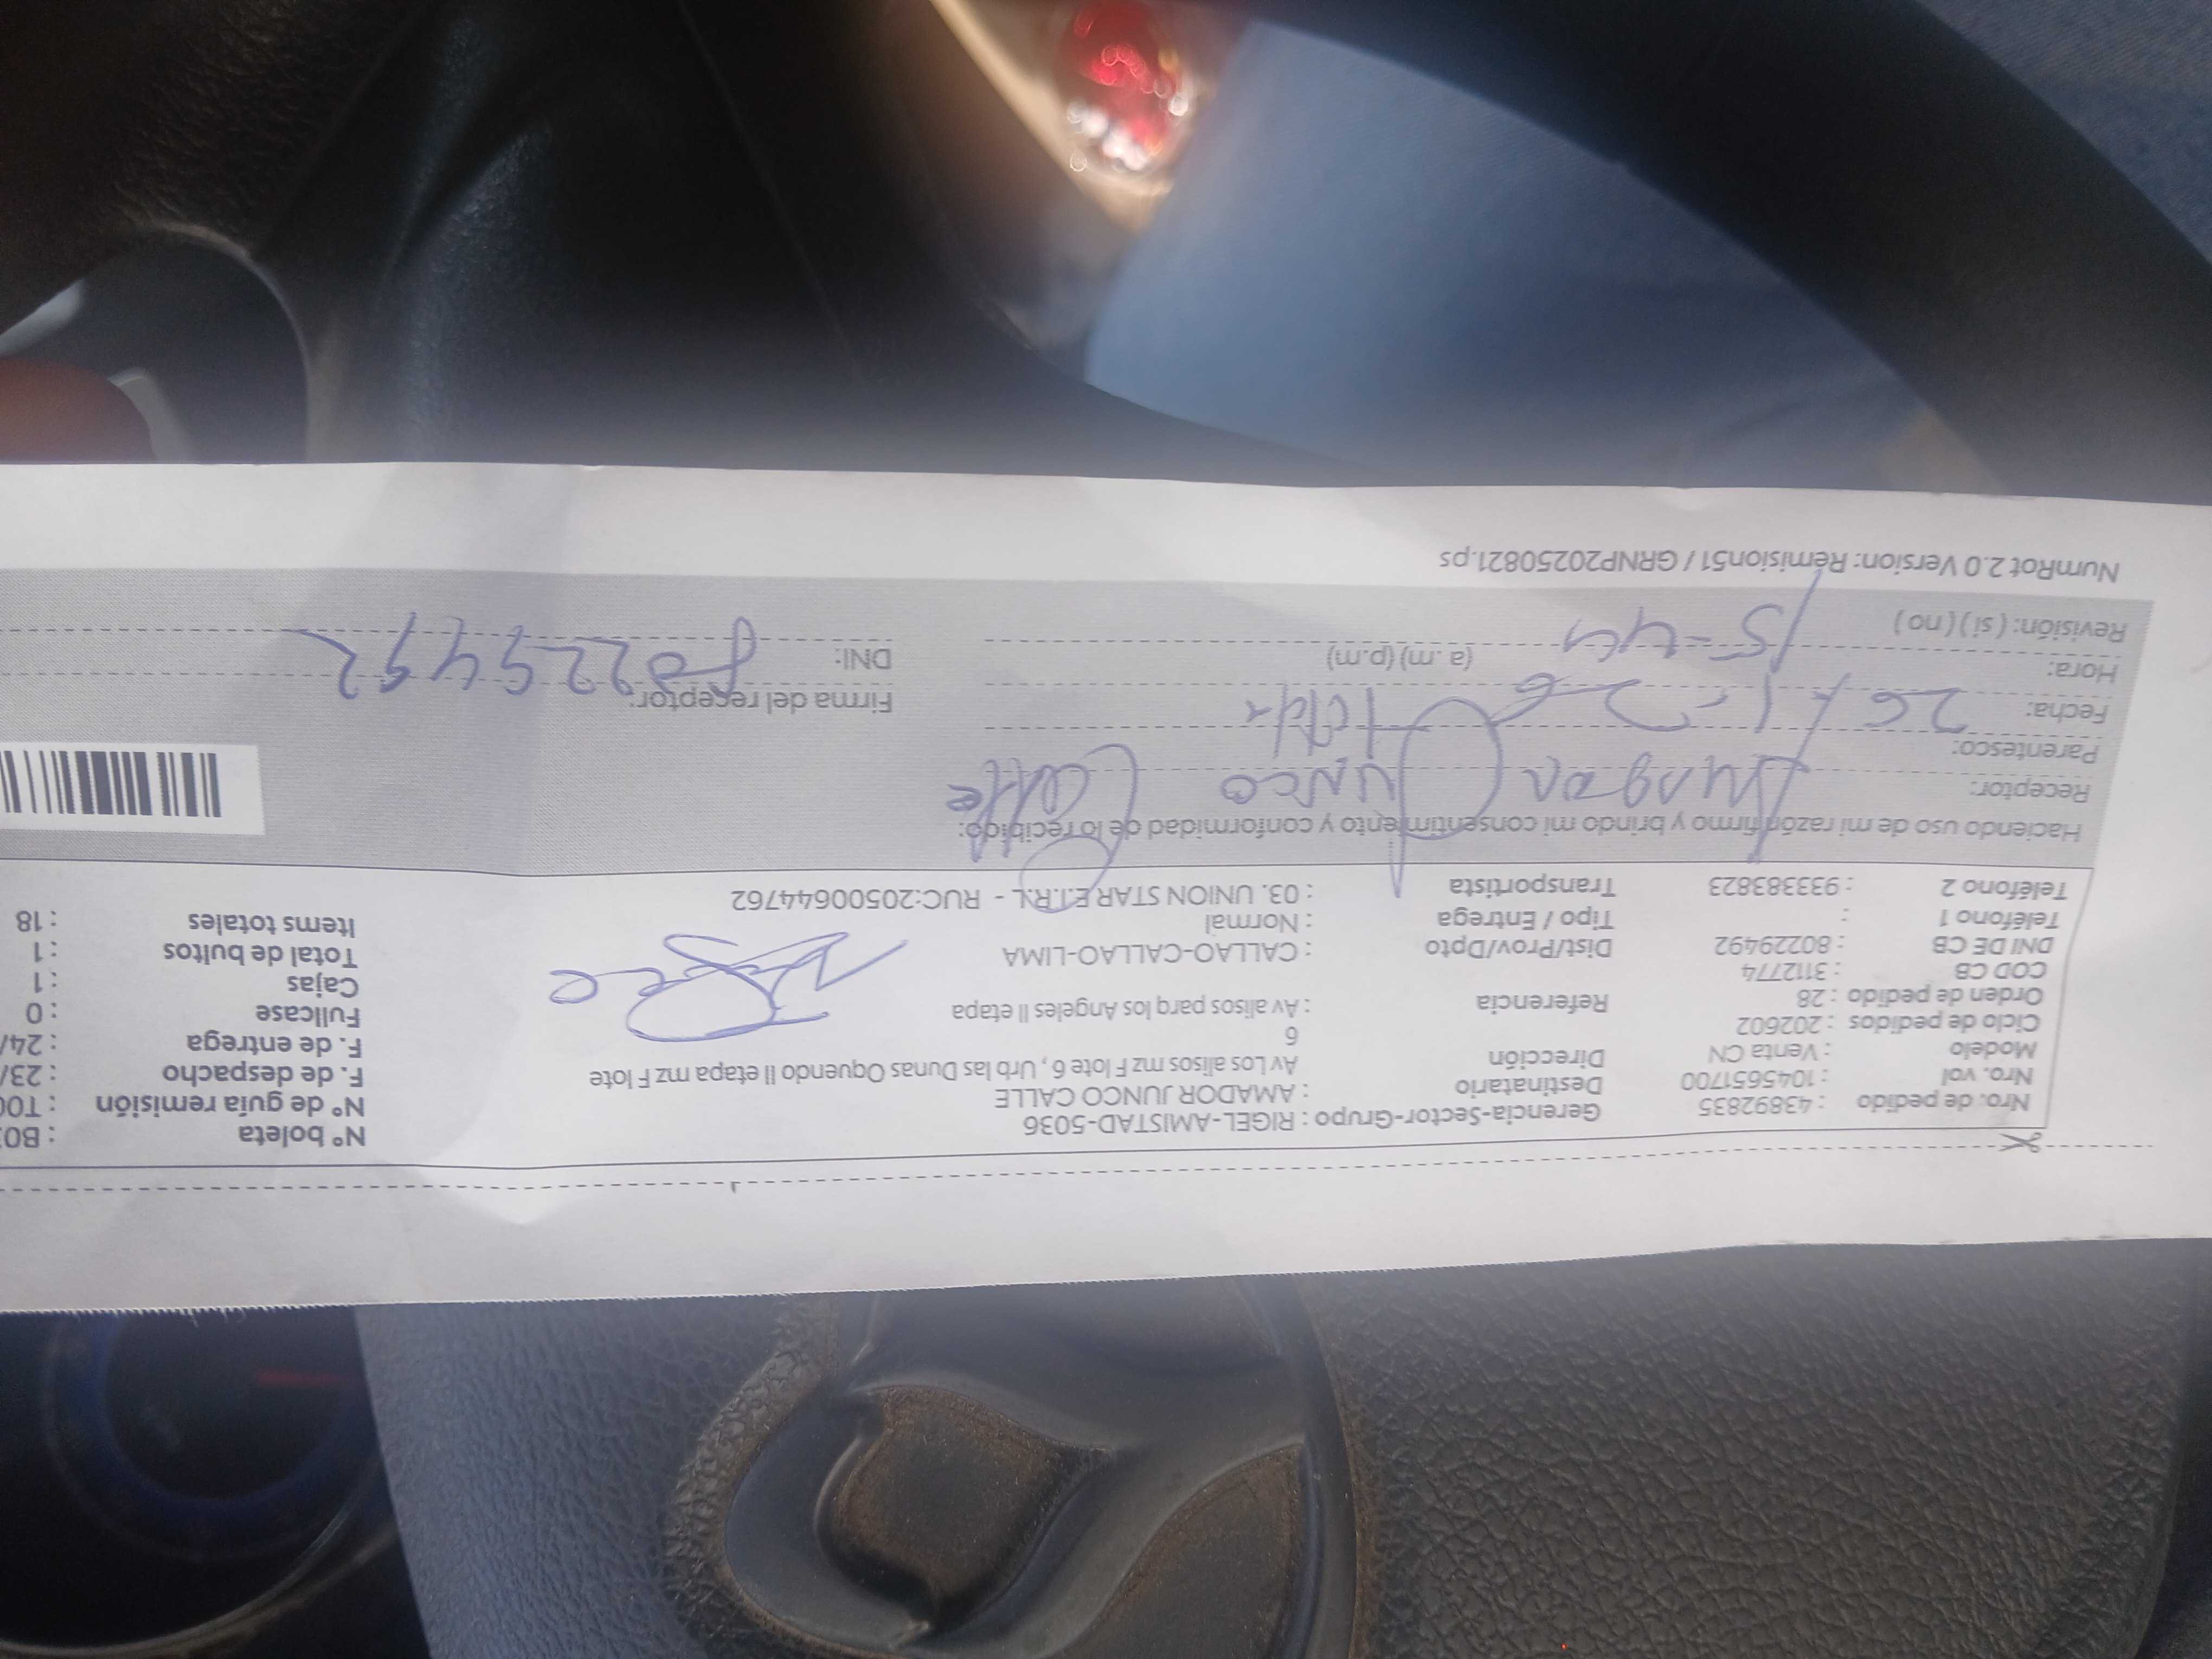 Nro. de pedido : 43892835 Gerencia-Sector-Grupo : RIGEL-AMISTAD-5036 Nº boleta : B0
Nro. vol : 1045651700 Destinatario : AMADOR JUNCO CALLE Nº de guía remisión : T00
Modelo : Venta CN Dirección Av Los alisos mz F lote 6 , Urb las Dunas Oquendo II etapa mz F lote F. de despacho : 23/
Ciclo de pedidos : 202602 6 F. de entrega : 24/
Orden de pedido : 28 Referencia : Av alisos parq los Angeles II etapa Fullcase : 0
COD CB : 3112774 Cajas : 1
DNI DE CB : 80229492 Dist/Prov/Dpto : CALLAO-CALLAO-LIMA Total de bultos : 1
Teléfono 1 : Tipo / Entrega : Normal Items totales : 18
Teléfono 2 : 933383823 Transportista : 03. UNION STAR E.I.R.L - RUC:20500644762
Haciendo uso de mi razón firmo y brindo mi consentimiento y conformidad de lo recibido:
Receptor: Junco Calle
Parentesco:
Fecha: 26 Firma del receptor:
Hora: 15-44 (a. m) (p.m) DNI: 80229492
Revisión: ( si ) ( no )
NumRot 2.0 Version: Remision51 / GRNP20250821.ps